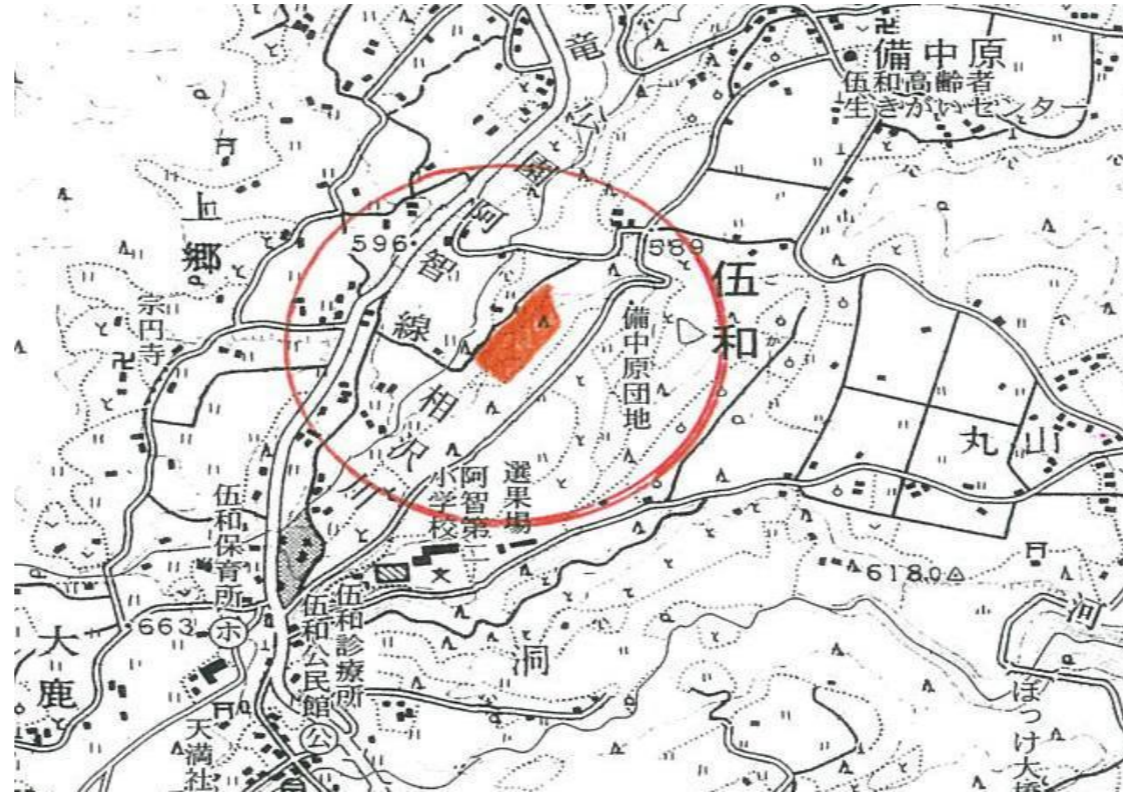 竜
備中原
伍和高齢者
生きがいセンター
上郷
596
阿智線
589
伍和
宗円寺
備中原団地
相沢川
丸山
選果場
阿智第二
小学校
伍和保育所
618.0
663
ホ
伍和診療所
伍和公民館
公
洞
河
大鹿
天満社
ほっけ大橋